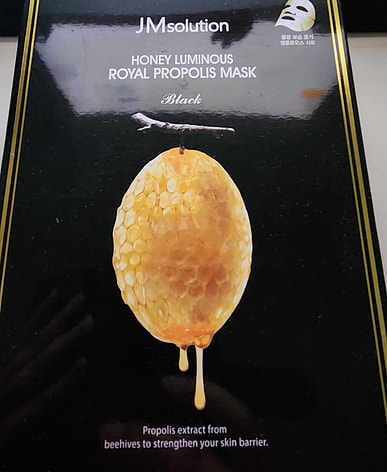 JMsolution
HONEY LUMINOUS
ROYAL PROPOLIS MASK
Black
Propolis extract from
beehives to strengthen your skin barrier.